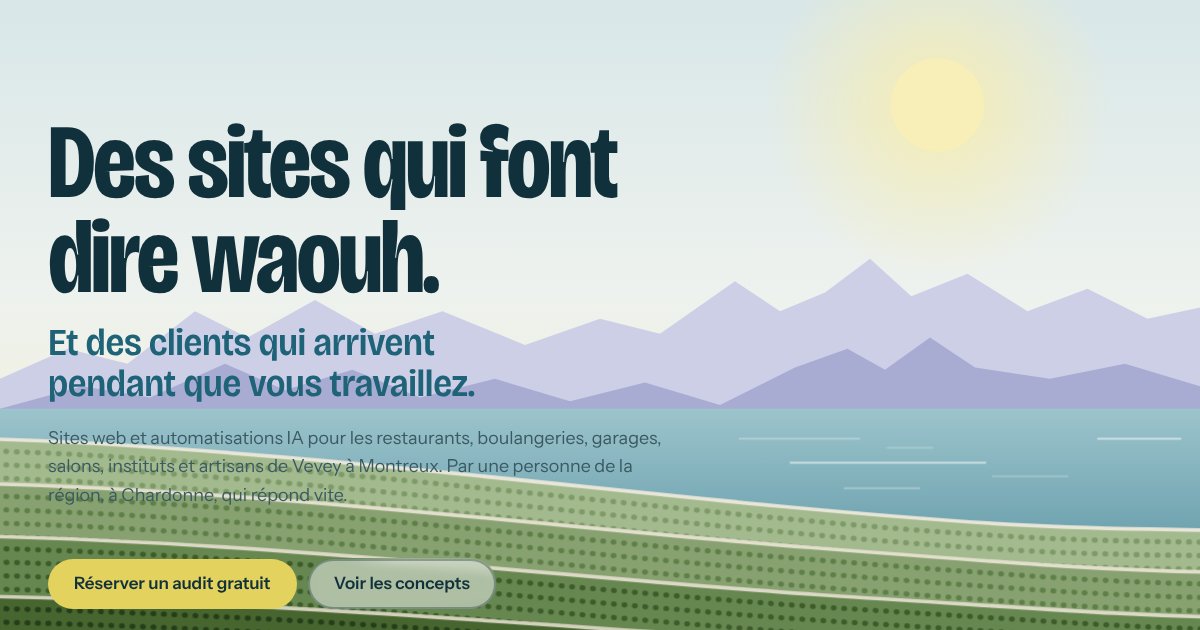 Des sites qui font
dire waouh.
Et des clients qui arrivent
pendant que vous travaillez.
Sites web et automatisations IA pour les restaurants, boulangeries, garages,
salons, instituts et artisans de Vevey à Montreux. Par une personne de la
région, à Chardonne, qui répond vite.
Réserver un audit gratuit
Voir les concepts